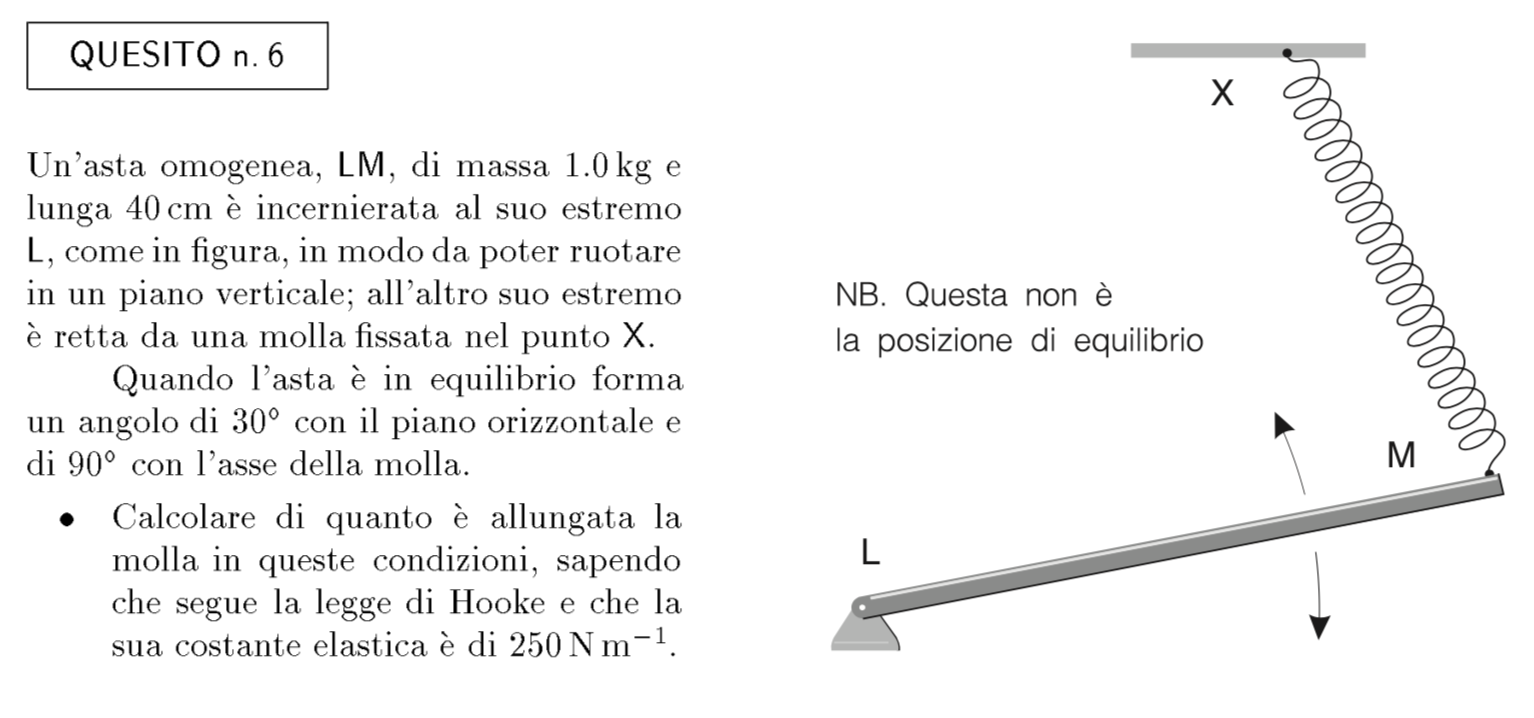 QUESITO n. 6
Un'asta omogenea, LM, di massa 1.0 kg e
lunga 40 cm è incernierata al suo estremo
L, come in figura, in modo da poter ruotare
in un piano verticale; all'altro suo estremo
è retta da una molla fissata nel punto X.
Quando l'asta è in equilibrio forma
un angolo di 30° con il piano orizzontale e
di 90° con l'asse della molla.
• Calcolare di quanto è allungata la
molla in queste condizioni, sapendo
che segue la legge di Hooke e che la
sua costante elastica è di 250 N m⁻¹.
X
NB. Questa non è
la posizione di equilibrio
M
L